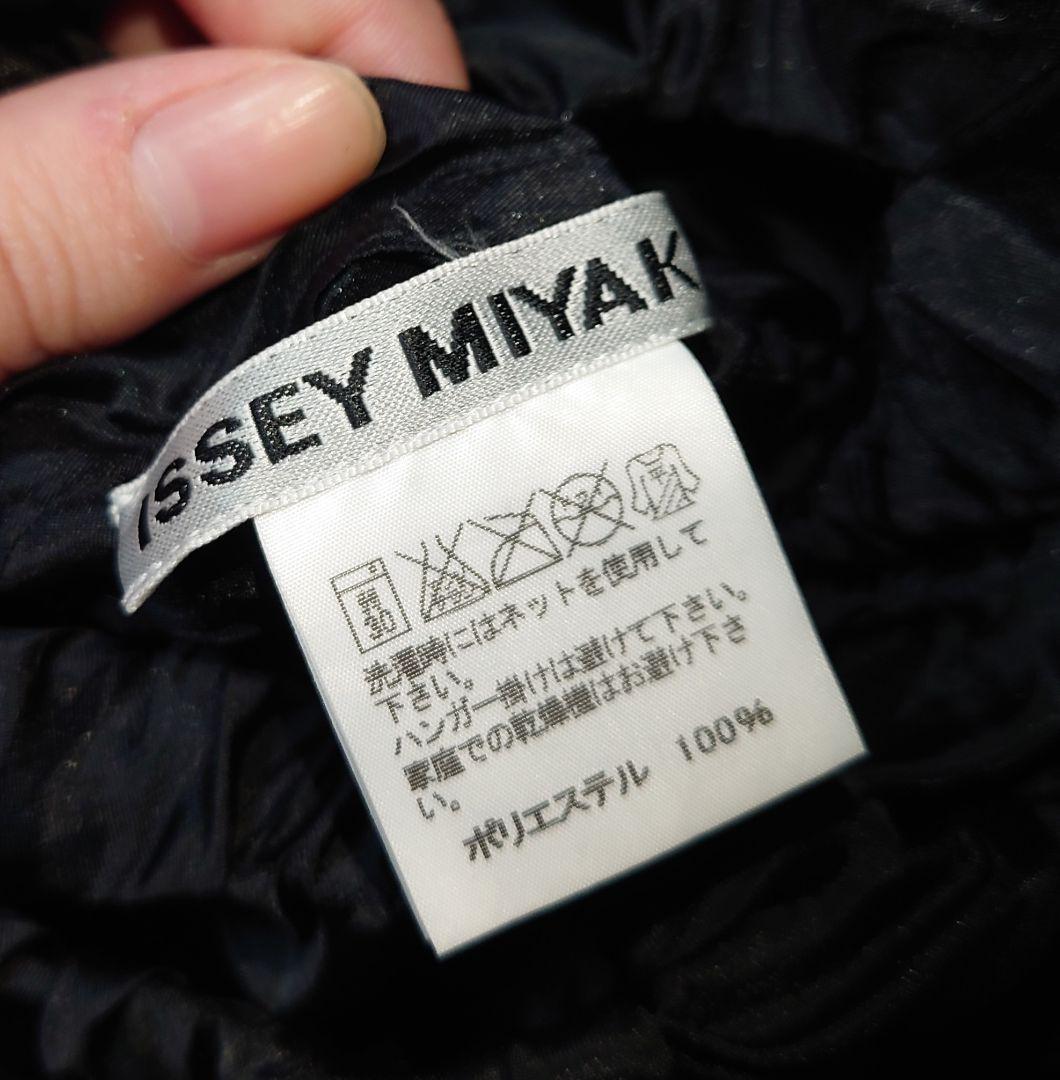 ISSEY MIYAK
弱
30
洗濯時にはネットを使用して
下さい。
ハンガー掛けは避けて下さい。
家庭での乾燥機はお避け下さ
い。
ポリエステル 100%